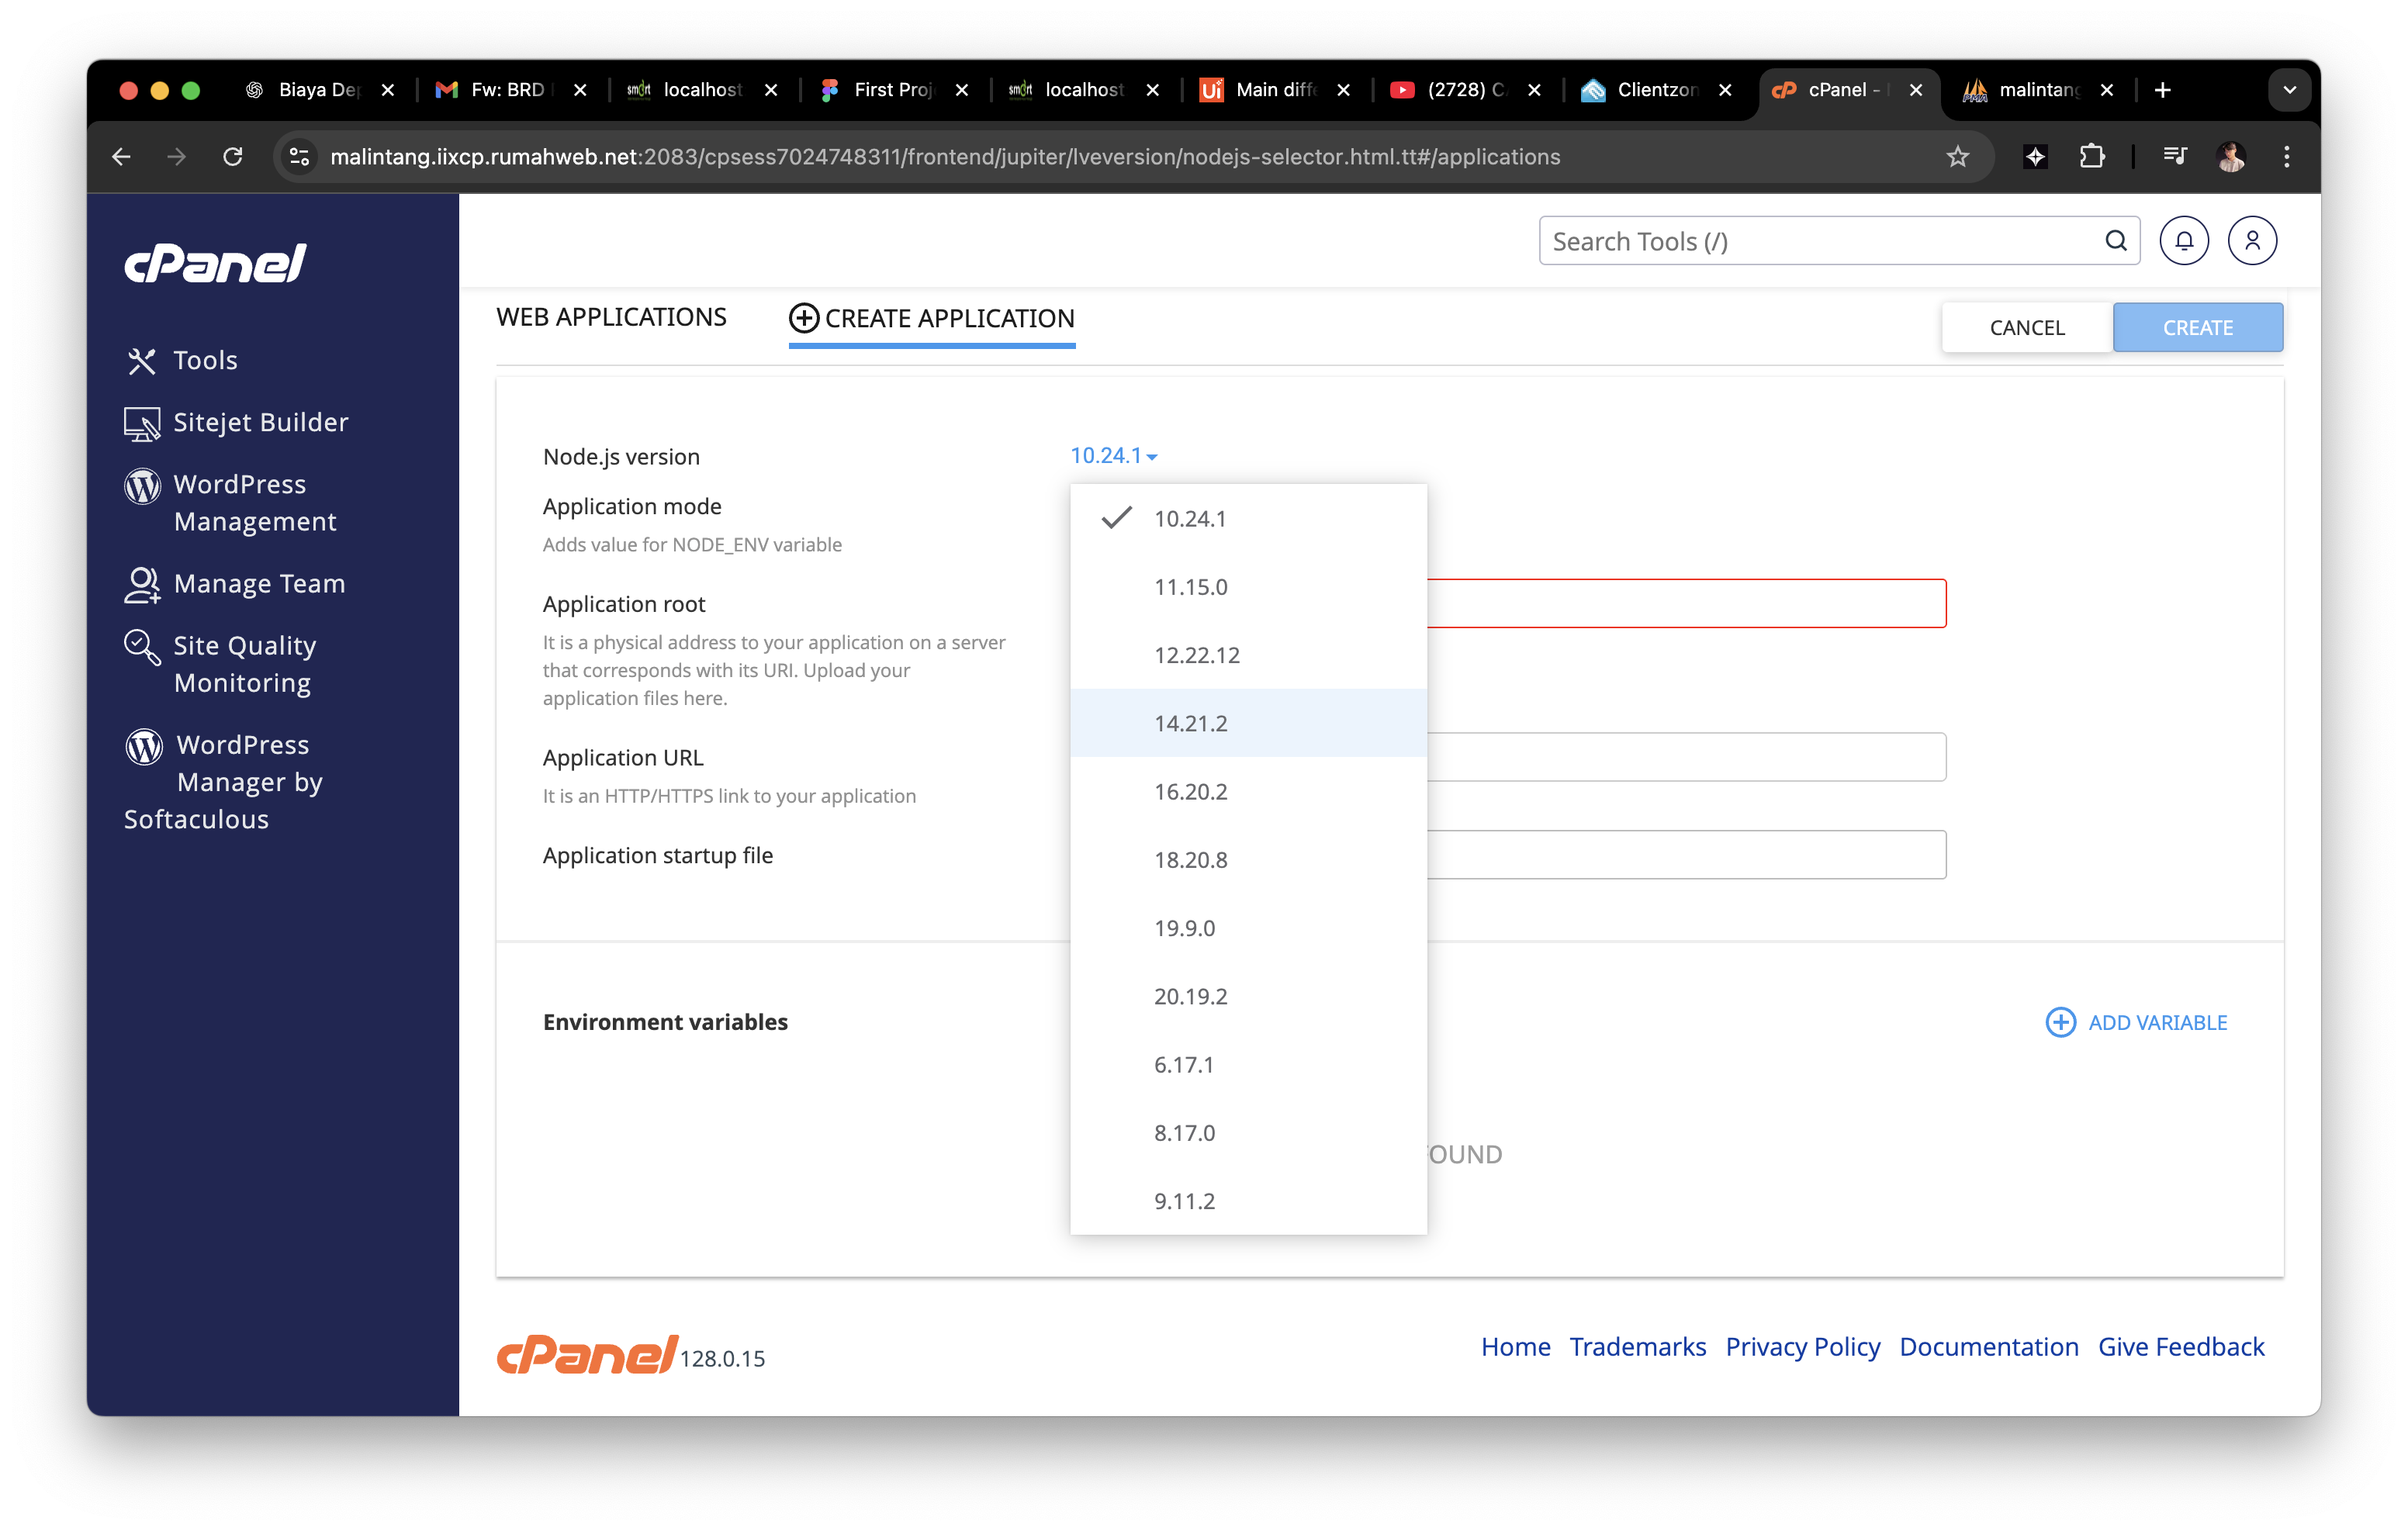 Biaya De
Fw: BRD
smart localhost
First Proj
smart localhost
Ui Main diffe
(2728) C
Clientzon
cP cPanel -
PMA malintang
malintang.iixcp.rumahweb.net:2083/cpsess7024748311/frontend/jupiter/lveversion/nodejs-selector.html.tt#/applications
cPanel
Search Tools (/)
Tools
Sitejet Builder
WordPress
Management
Manage Team
Site Quality
Monitoring
WordPress
Manager by
Softaculous
WEB APPLICATIONS
CREATE APPLICATION
CANCEL
CREATE
Node.js version
10.24.1
Application mode
Adds value for NODE_ENV variable
Application root
It is a physical address to your application on a server
that corresponds with its URI. Upload your
application files here.
Application URL
It is an HTTP/HTTPS link to your application
Application startup file
10.24.1
11.15.0
12.22.12
14.21.2
16.20.2
18.20.8
19.9.0
20.19.2
6.17.1
8.17.0
9.11.2
Environment variables
ADD VARIABLE
OUND
cPanel 128.0.15
Home Trademarks Privacy Policy Documentation Give Feedback